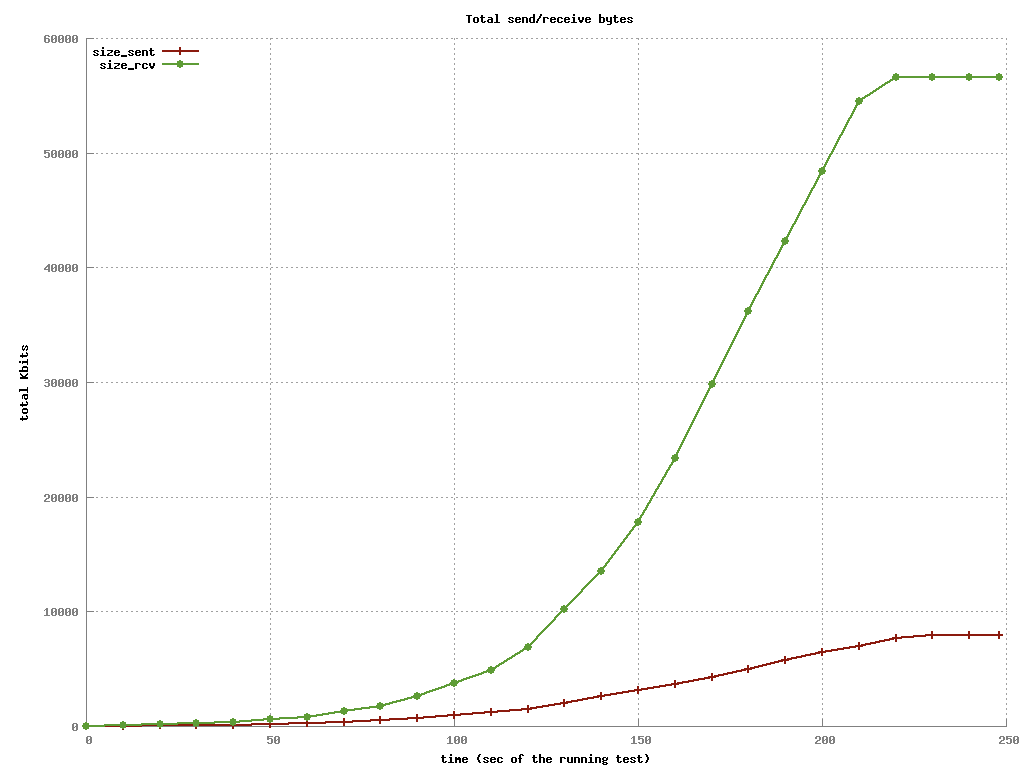 Total send/receive bytes
60000
size_sent
size_rcv
50000
40000
30000
total Kbits
20000
10000
0
0 50 100 150 200 250
time (sec of the running test)